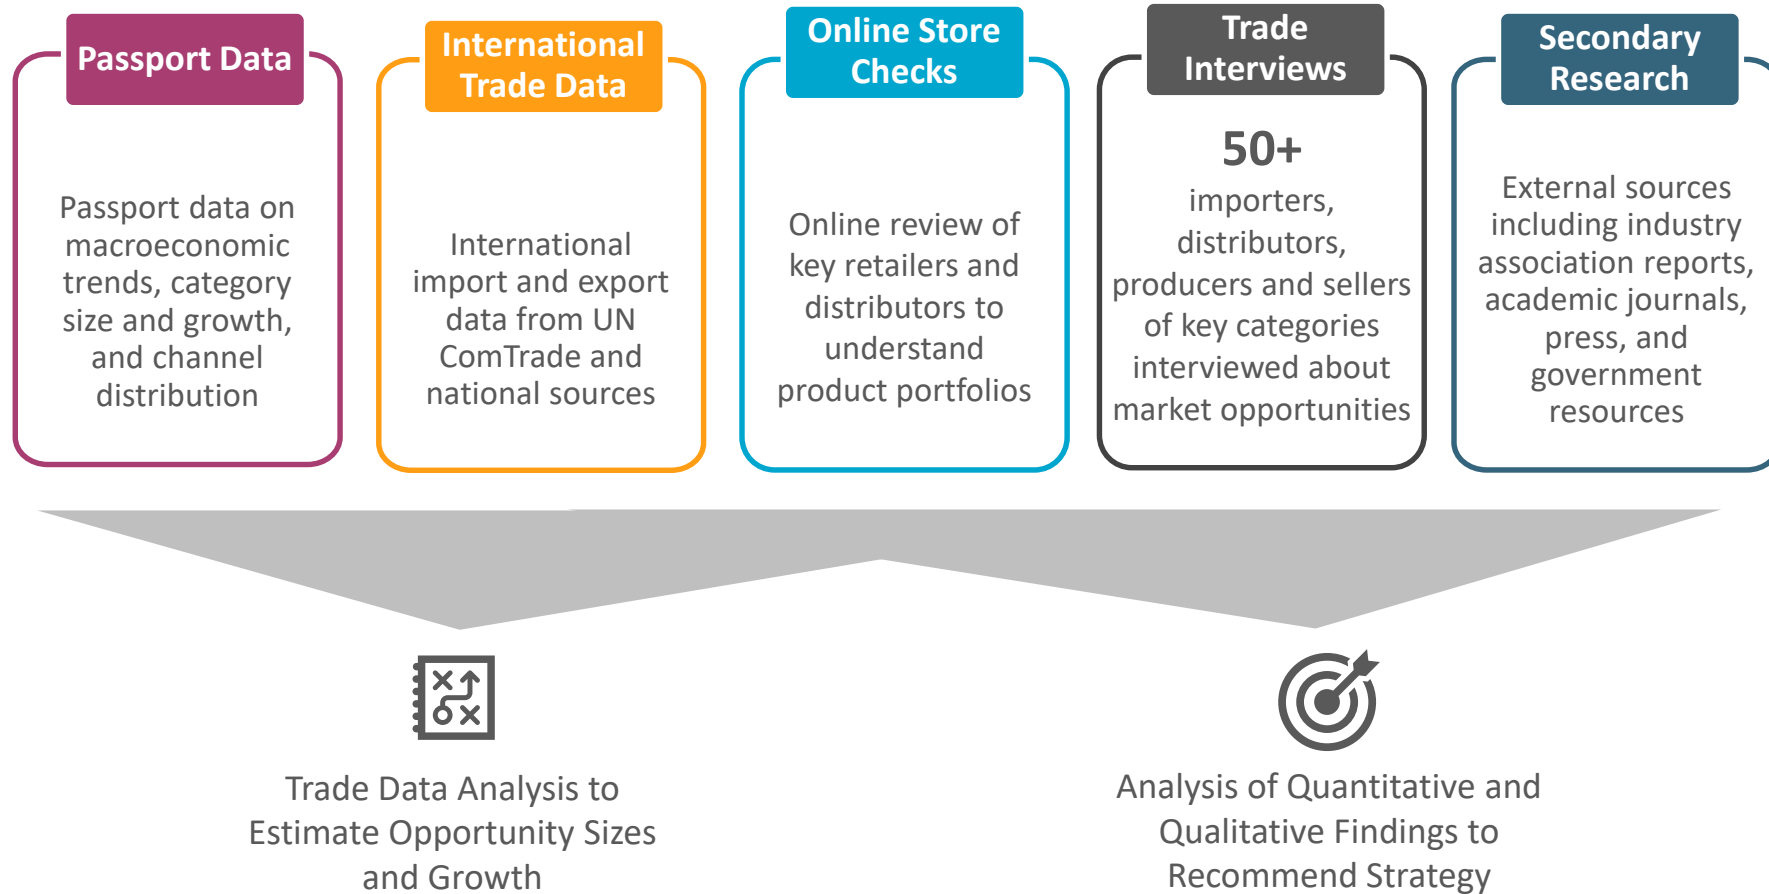 Passport Data
Passport data on
macroeconomic
trends, category
size and growth,
and channel
distribution
International
Trade Data
International
import and export
data from UN
ComTrade and
national sources
Online Store
Checks
Online review of
key retailers and
distributors to
understand
product portfolios
Trade
Interviews
50+
importers,
distributors,
producers and sellers
of key categories
interviewed about
market opportunities
Secondary
Research
External sources
including industry
association reports,
academic journals,
press, and
government
resources
Trade Data Analysis to
Estimate Opportunity Sizes
and Growth
Analysis of Quantitative and
Qualitative Findings to
Recommend Strategy